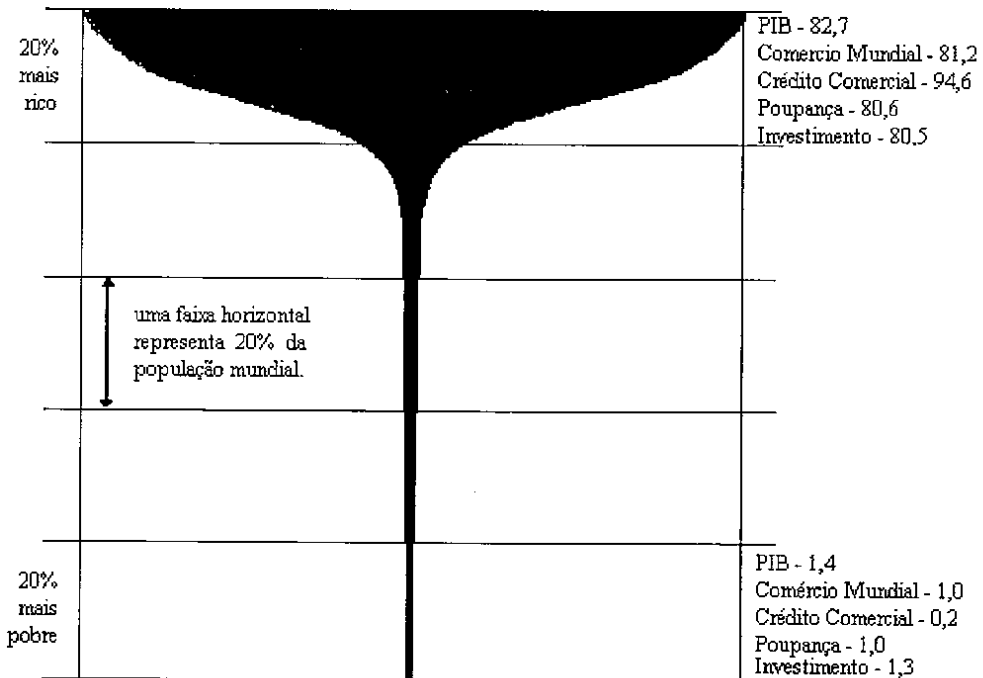 20%
mais
rico
PIB - 82,7
Comercio Mundial - 81,2
Crédito Comercial - 94,6
Poupança - 80,6
Investimento - 80,5
uma faixa horizontal
representa 20% da
população mundial.
20%
mais
pobre
PIB - 1,4
Comércio Mundial - 1,0
Crédito Comercial - 0,2
Poupança - 1,0
Investimento - 1,3